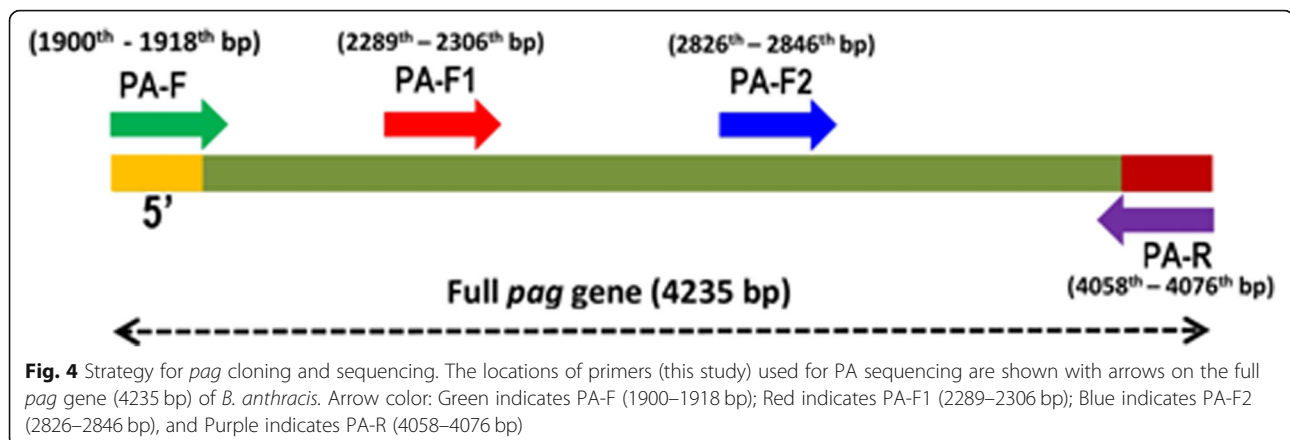 (1900th - 1918th bp)
(2289th – 2306th bp)
(2826th – 2846th bp)
PA-F
PA-F1
PA-F2
5'
PA-R
(4058th – 4076th bp)
Full pag gene (4235 bp)
Fig. 4 Strategy for pag cloning and sequencing. The locations of primers (this study) used for PA sequencing are shown with arrows on the full
pag gene (4235 bp) of B. anthracis. Arrow color: Green indicates PA-F (1900–1918 bp); Red indicates PA-F1 (2289–2306 bp); Blue indicates PA-F2
(2826–2846 bp), and Purple indicates PA-R (4058–4076 bp)